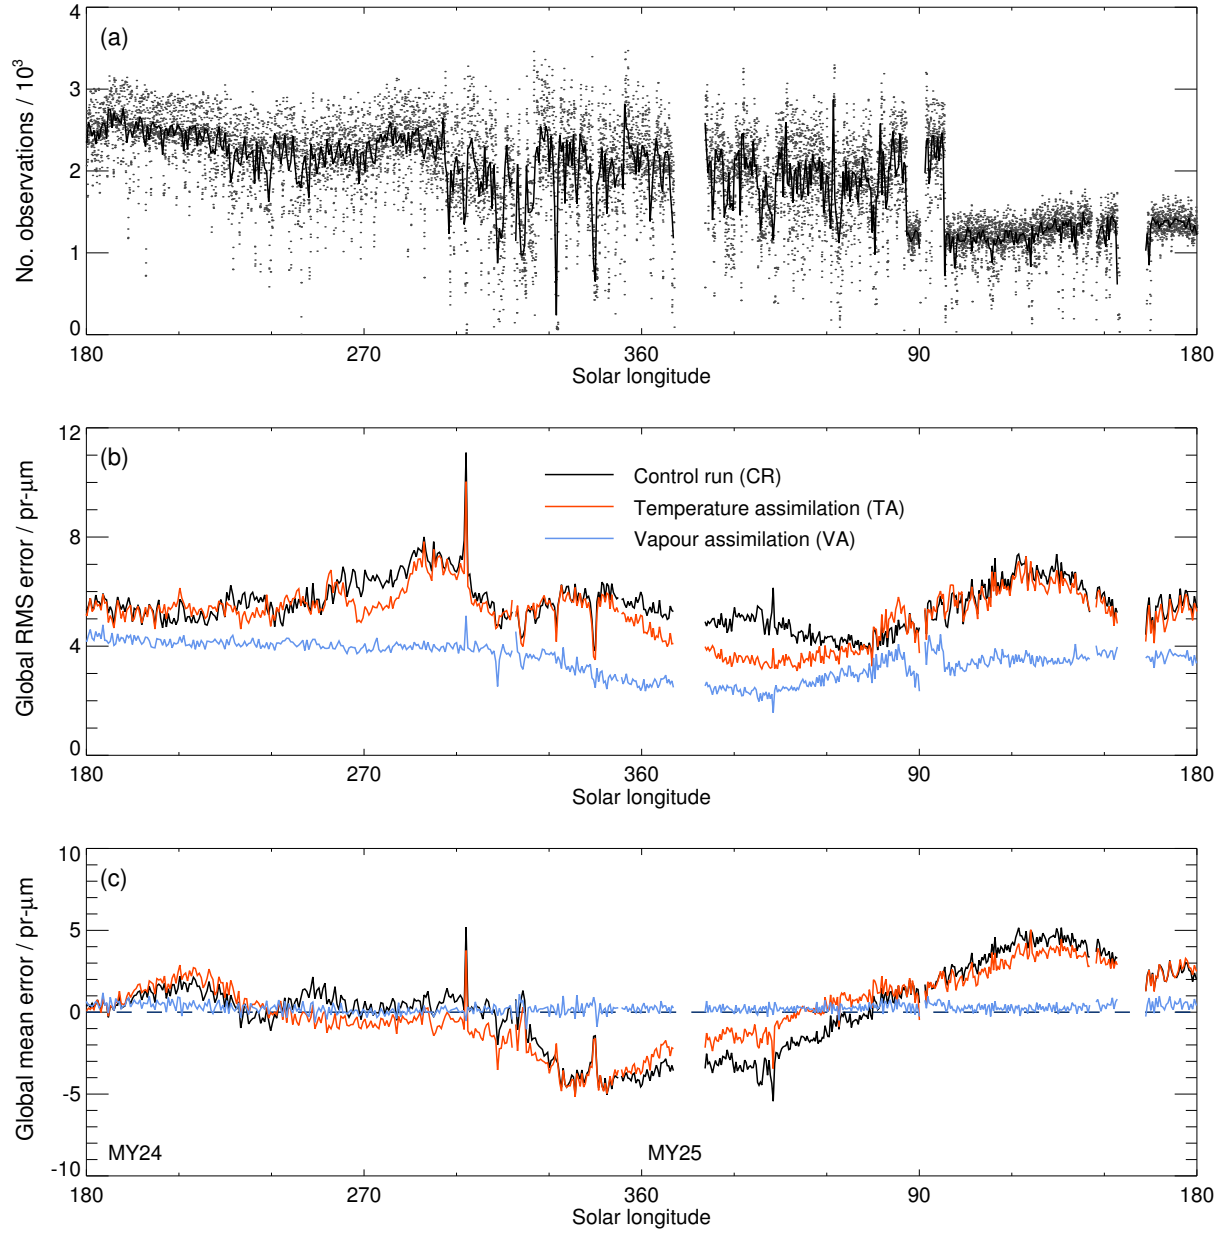 (a)
No. observations / 10³
4
3
2
1
0
180 270 360 90 180
Solar longitude
(b)
Global RMS error / pr-μm
12
8
4
0
Control run (CR)
Temperature assimilation (TA)
Vapour assimilation (VA)
180 270 360 90 180
Solar longitude
(c)
Global mean error / pr-μm
10
5
0
-5
-10
MY24 MY25
180 270 360 90 180
Solar longitude